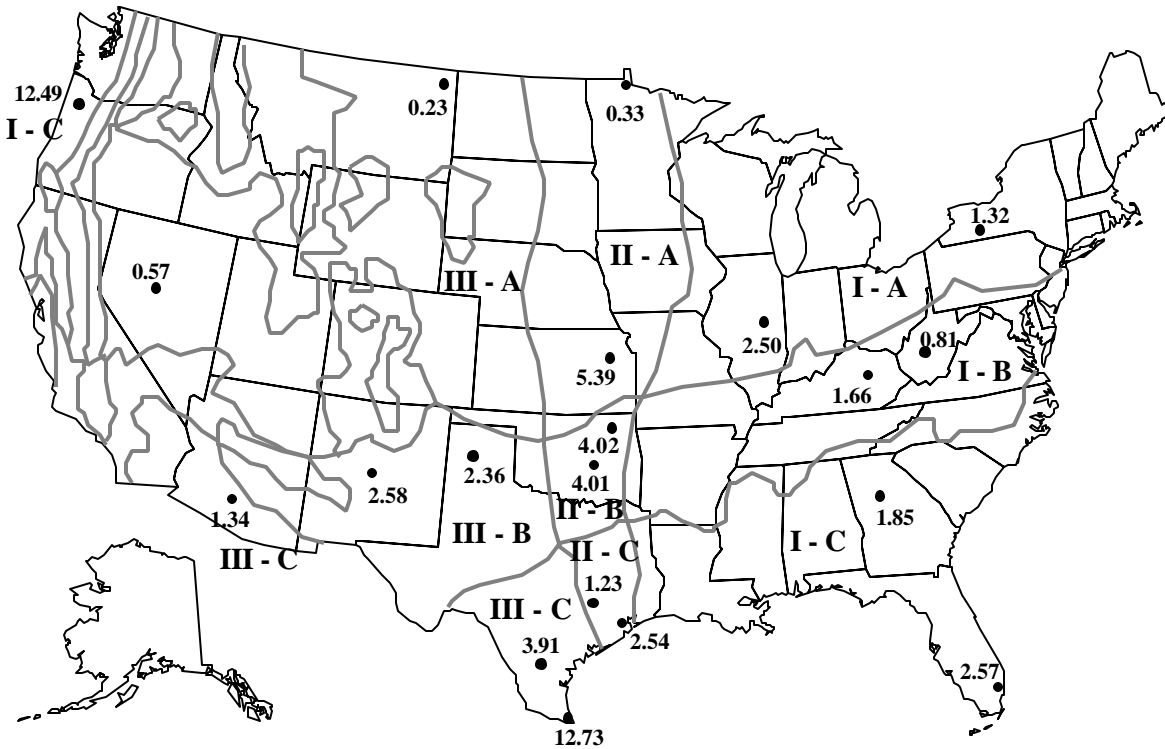 12.49
I - C
0.23
0.33
1.32
0.57
III - A
II - A
I - A
2.50
0.81
I - B
5.39
1.66
4.02
4.01
2.36
2.58
II - B
1.34
III - C
III - B
II - C
I - C
1.85
1.23
III - C
2.54
3.91
2.57
12.73